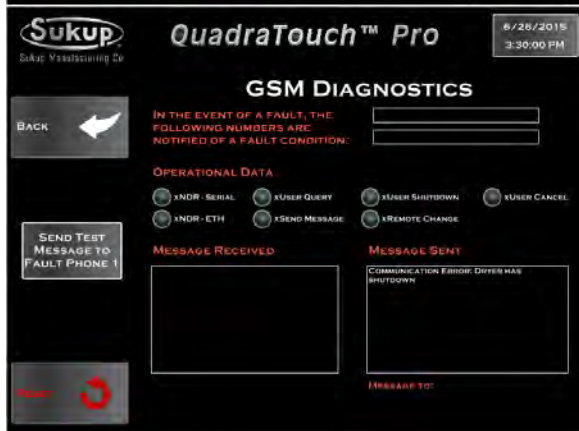 Sukup
Sukup Manufacturing Co
QuadraTouch™ Pro
6/26/2015
3:30:00 PM
GSM Diagnostics
In the event of a fault, the
following numbers are
notified of a fault condition:
Back
Operational Data
xNDR - Serial
xUser Query
xUser Shutdown
xUser Cancel
xNDR - ETH
xSend Message
xRemote Change
Send Test
Message to
Fault Phone 1
Message Received
Message Sent
Communication Error: Dryer has
shutdown
Message to:
Reset